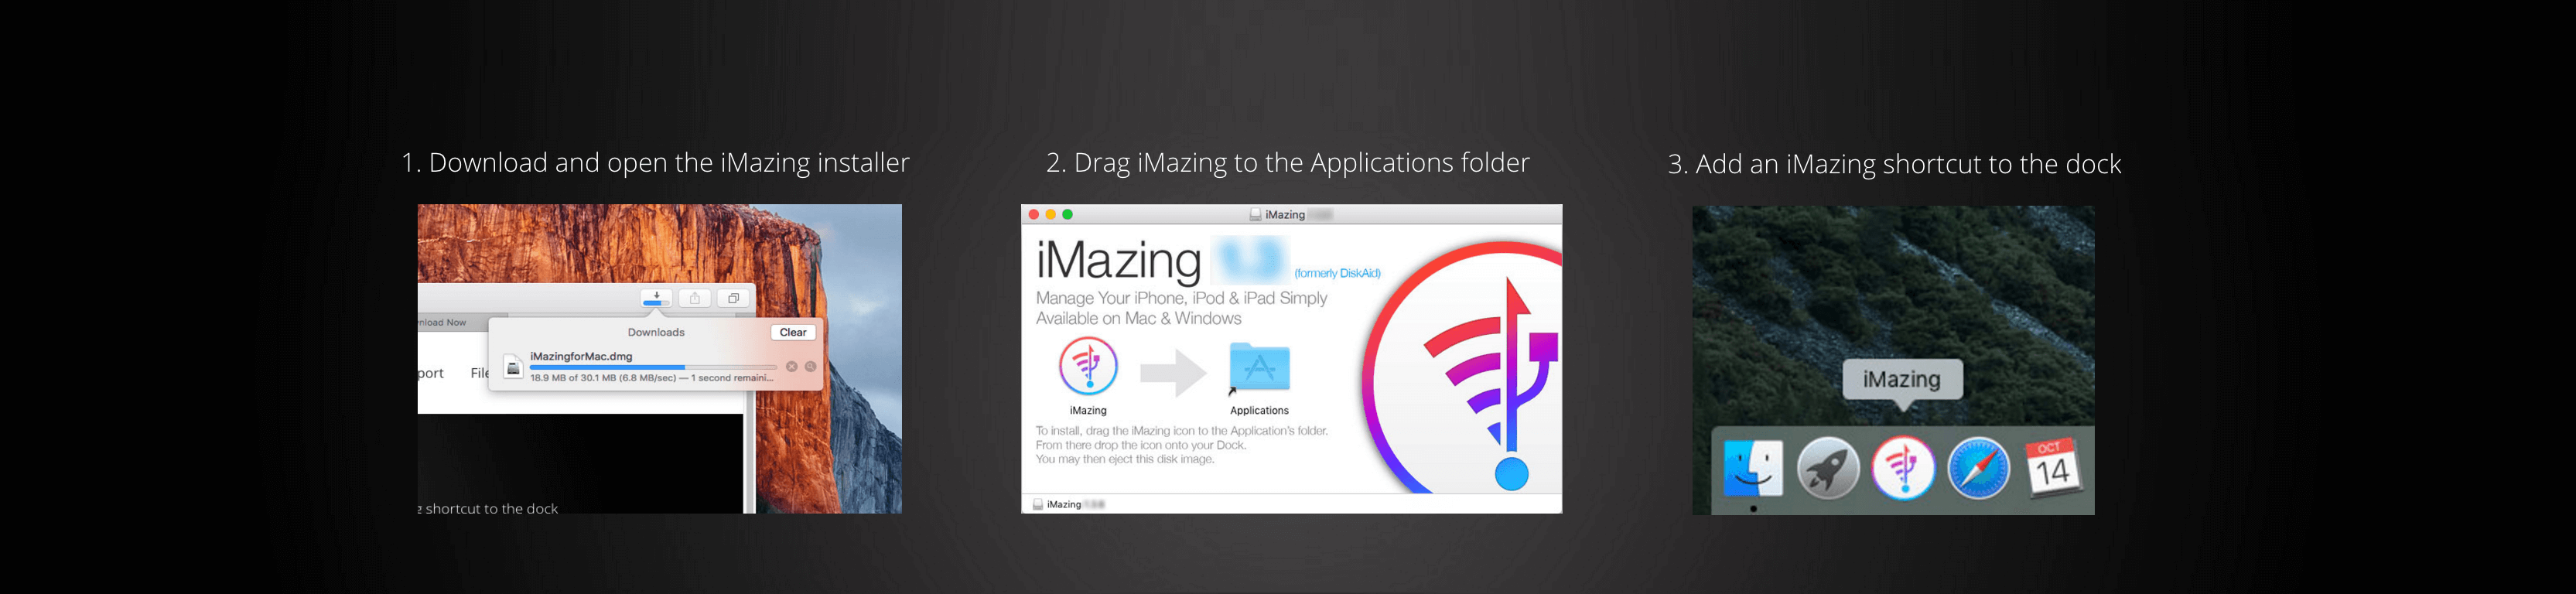 1. Download and open the iMazing installer
nload Now
Downloads
Clear
iMazingforMac.dmg
18.9 MB of 30.1 MB (6.8 MB/sec) — 1 second remaini...
port
File
shortcut to the dock
2. Drag iMazing to the Applications folder
iMazing
iMazing
(formerly DiskAid)
Manage Your iPhone, iPod & iPad Simply
Available on Mac & Windows
iMazing
Applications
To install, drag the iMazing icon to the Application's folder.
From there drop the icon onto your Dock.
You may then eject this disk image.
iMazing
3. Add an iMazing shortcut to the dock
iMazing
OCT
14